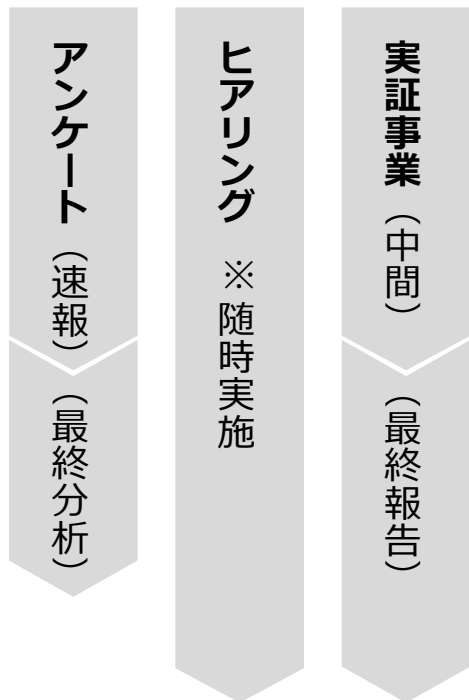 実証事業（中間）
（最終報告）
ヒアリング ※随時実施
アンケート（速報）
（最終分析）